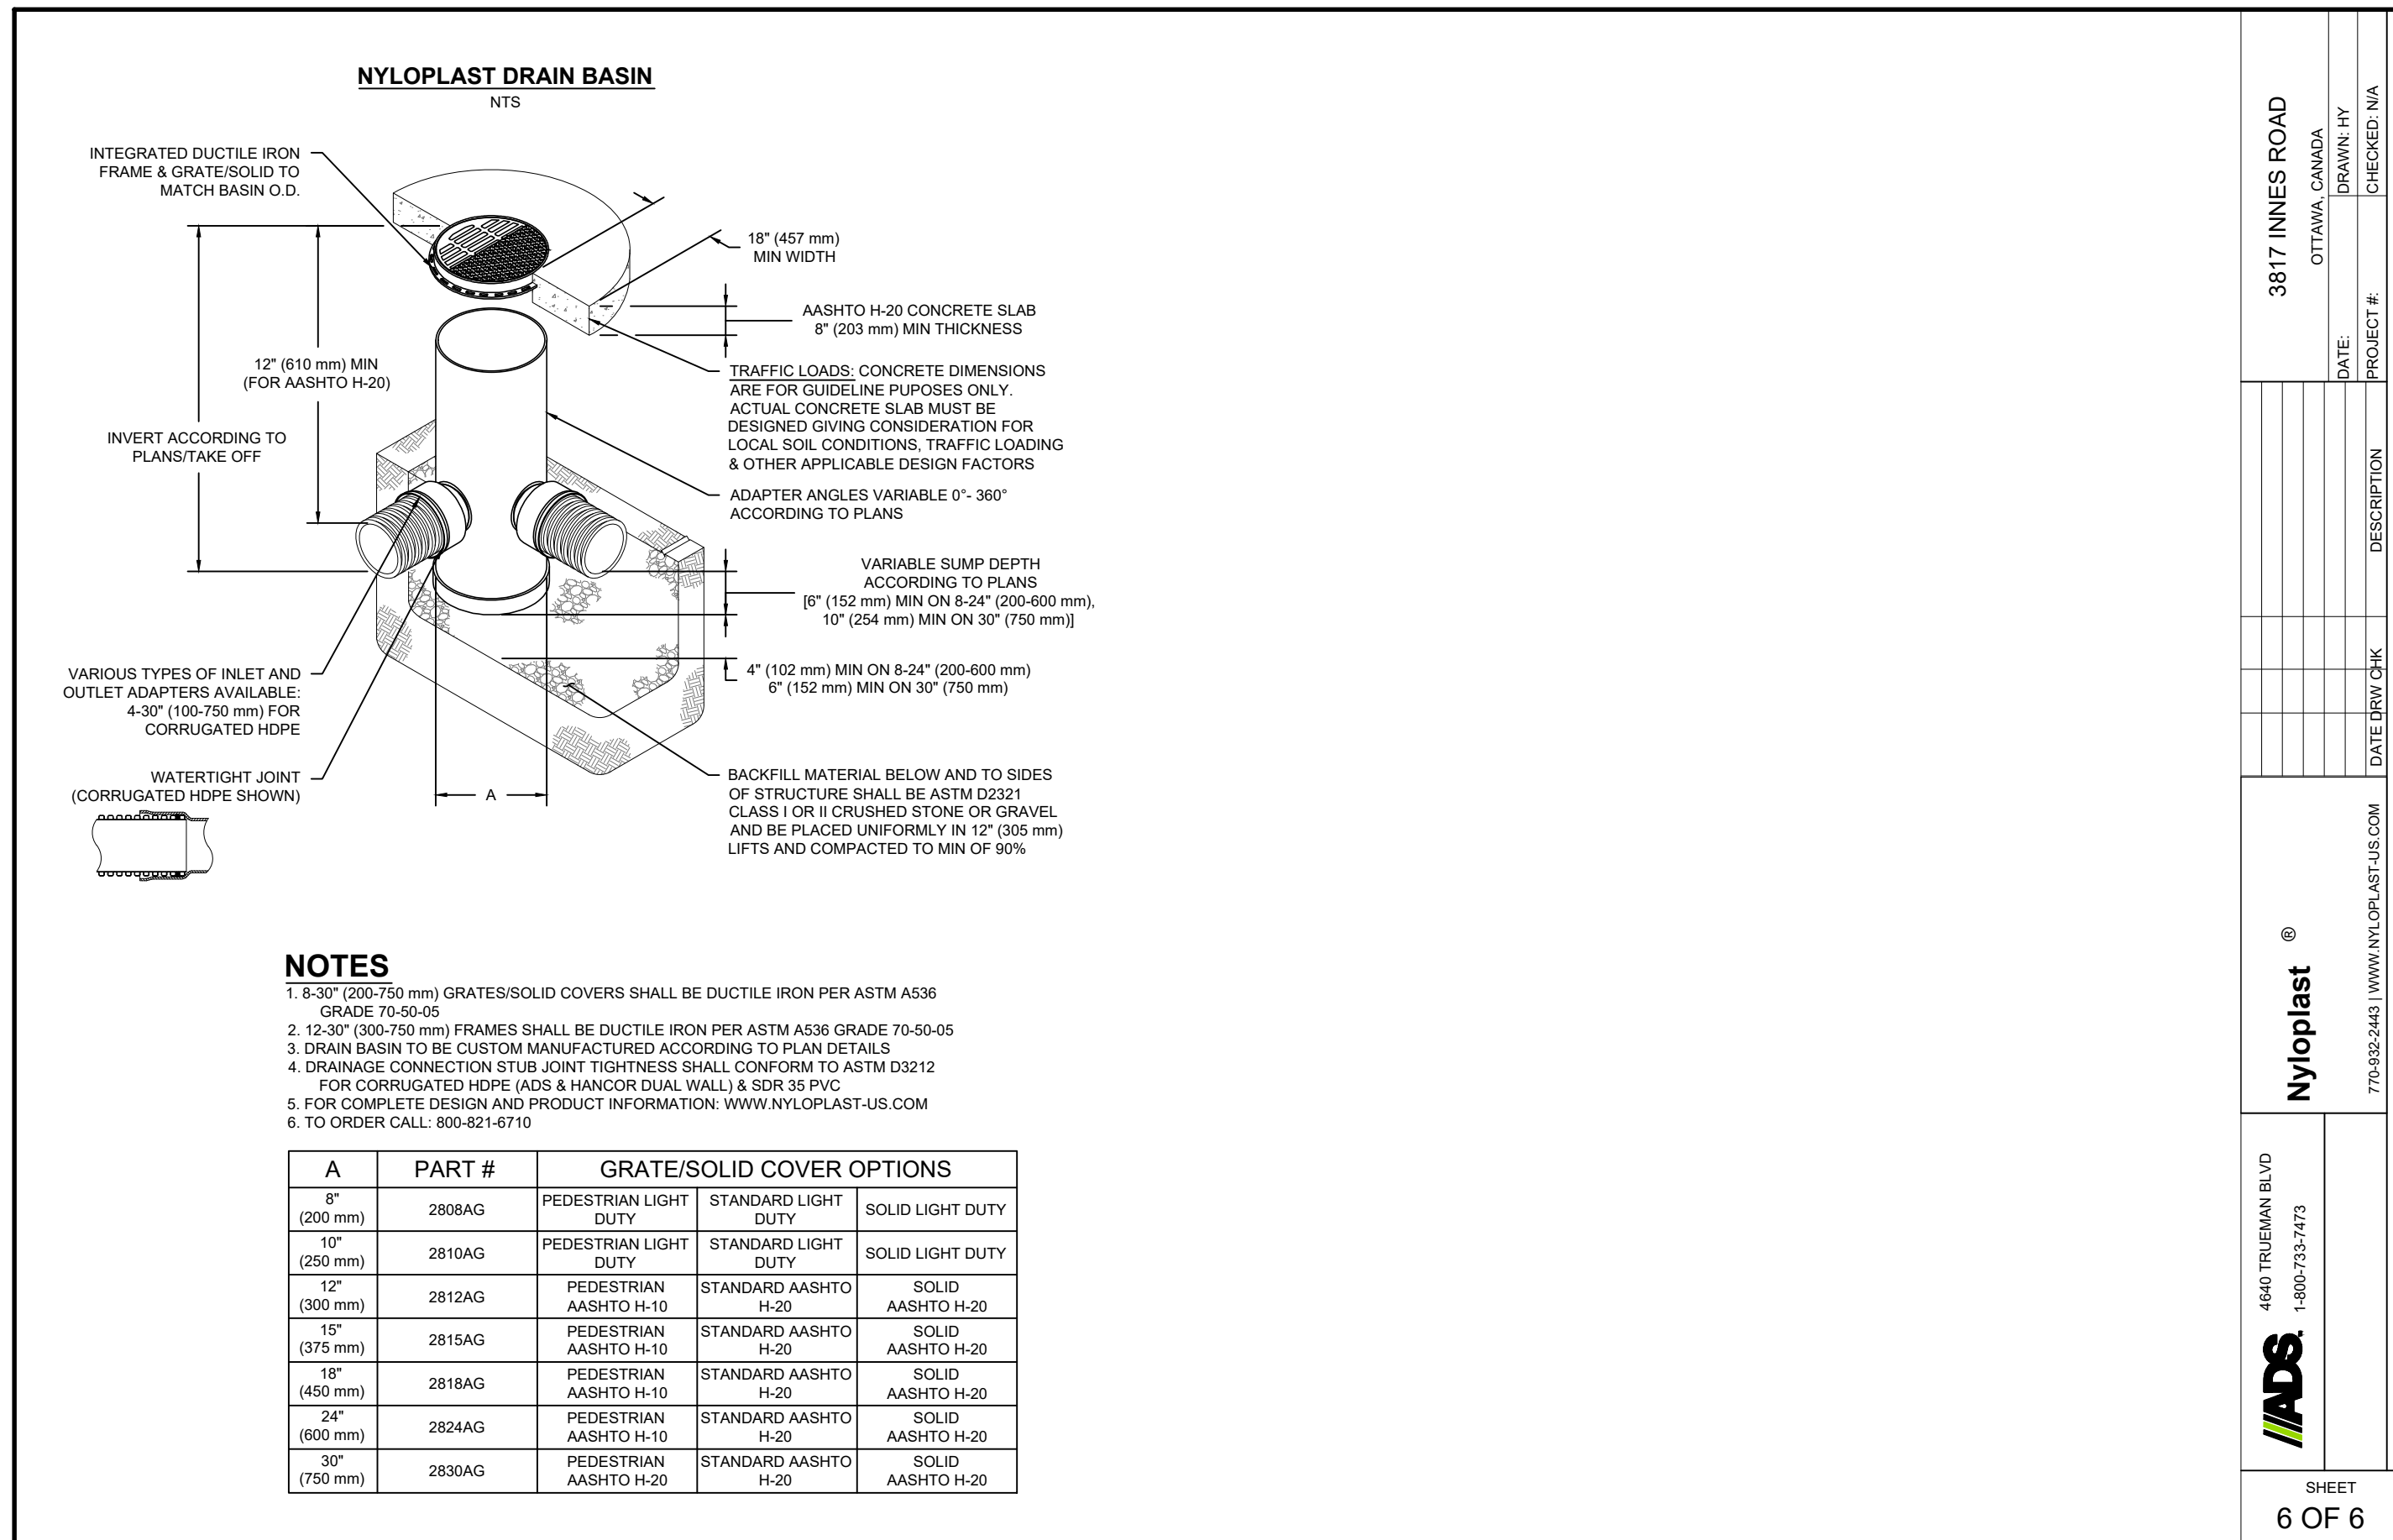 NYLOPLAST DRAIN BASIN
NTS
INTEGRATED DUCTILE IRON
FRAME & GRATE/SOLID TO
MATCH BASIN O.D.
18" (457 mm)
MIN WIDTH
AASHTO H-20 CONCRETE SLAB
8" (203 mm) MIN THICKNESS
12" (610 mm) MIN
(FOR AASHTO H-20)
TRAFFIC LOADS: CONCRETE DIMENSIONS
ARE FOR GUIDELINE PUPOSES ONLY.
ACTUAL CONCRETE SLAB MUST BE
DESIGNED GIVING CONSIDERATION FOR
LOCAL SOIL CONDITIONS, TRAFFIC LOADING
& OTHER APPLICABLE DESIGN FACTORS
INVERT ACCORDING TO
PLANS/TAKE OFF
ADAPTER ANGLES VARIABLE 0°- 360°
ACCORDING TO PLANS
VARIABLE SUMP DEPTH
ACCORDING TO PLANS
[6" (152 mm) MIN ON 8-24" (200-600 mm),
10" (254 mm) MIN ON 30" (750 mm)]
4" (102 mm) MIN ON 8-24" (200-600 mm)
6" (152 mm) MIN ON 30" (750 mm)
VARIOUS TYPES OF INLET AND
OUTLET ADAPTERS AVAILABLE:
4-30" (100-750 mm) FOR
CORRUGATED HDPE
WATERTIGHT JOINT
(CORRUGATED HDPE SHOWN)
A
BACKFILL MATERIAL BELOW AND TO SIDES
OF STRUCTURE SHALL BE ASTM D2321
CLASS I OR II CRUSHED STONE OR GRAVEL
AND BE PLACED UNIFORMLY IN 12" (305 mm)
LIFTS AND COMPACTED TO MIN OF 90%
NOTES
1. 8-30" (200-750 mm) GRATES/SOLID COVERS SHALL BE DUCTILE IRON PER ASTM A536
GRADE 70-50-05
2. 12-30" (300-750 mm) FRAMES SHALL BE DUCTILE IRON PER ASTM A536 GRADE 70-50-05
3. DRAIN BASIN TO BE CUSTOM MANUFACTURED ACCORDING TO PLAN DETAILS
4. DRAINAGE CONNECTION STUB JOINT TIGHTNESS SHALL CONFORM TO ASTM D3212
FOR CORRUGATED HDPE (ADS & HANCOR DUAL WALL) & SDR 35 PVC
5. FOR COMPLETE DESIGN AND PRODUCT INFORMATION: WWW.NYLOPLAST-US.COM
6. TO ORDER CALL: 800-821-6710
A PART # GRATE/SOLID COVER OPTIONS
8" (200 mm) 2808AG PEDESTRIAN LIGHT DUTY STANDARD LIGHT DUTY SOLID LIGHT DUTY
10" (250 mm) 2810AG PEDESTRIAN LIGHT DUTY STANDARD LIGHT DUTY SOLID LIGHT DUTY
12" (300 mm) 2812AG PEDESTRIAN AASHTO H-10 STANDARD AASHTO H-20 SOLID AASHTO H-20
15" (375 mm) 2815AG PEDESTRIAN AASHTO H-10 STANDARD AASHTO H-20 SOLID AASHTO H-20
18" (450 mm) 2818AG PEDESTRIAN AASHTO H-10 STANDARD AASHTO H-20 SOLID AASHTO H-20
24" (600 mm) 2824AG PEDESTRIAN AASHTO H-10 STANDARD AASHTO H-20 SOLID AASHTO H-20
30" (750 mm) 2830AG PEDESTRIAN AASHTO H-20 STANDARD AASHTO H-20 SOLID AASHTO H-20
3817 INNES ROAD
OTTAWA, CANADA
DATE: DRAWN: HY
PROJECT #: CHECKED: N/A
DATE DRW CHK DESCRIPTION
Nyloplast ®
770-932-2443 | WWW.NYLOPLAST-US.COM
4640 TRUEMAN BLVD
1-800-733-7473
ADS
SHEET
6 OF 6